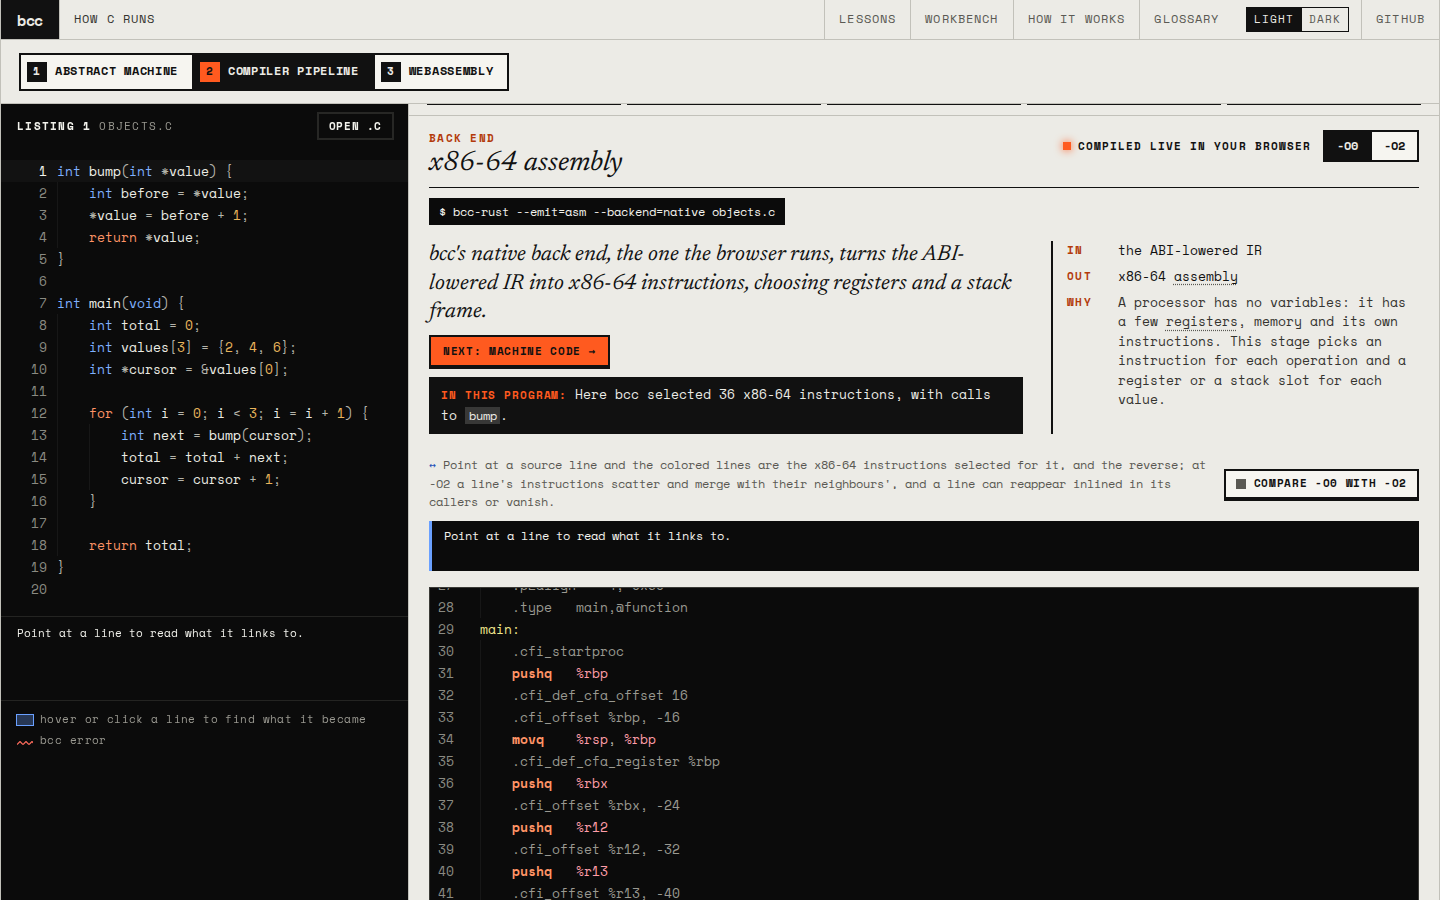 bcc HOW C RUNS LESSONS WORKBENCH HOW IT WORKS GLOSSARY LIGHT DARK GITHUB
1 ABSTRACT MACHINE 2 COMPILER PIPELINE 3 WEBASSEMBLY
LISTING 1 OBJECTS.C OPEN .C
1 int bump(int *value) {
2 int before = *value;
3 *value = before + 1;
4 return *value;
5 }
6
7 int main(void) {
8 int total = 0;
9 int values[3] = {2, 4, 6};
10 int *cursor = &values[0];
11
12 for (int i = 0; i < 3; i = i + 1) {
13 int next = bump(cursor);
14 total = total + next;
15 cursor = cursor + 1;
16 }
17
18 return total;
19 }
20
Point at a line to read what it links to.
hover or click a line to find what it became
bcc error
BACK END
x86-64 assembly
COMPILED LIVE IN YOUR BROWSER -O0 -O2
$ bcc-rust --emit=asm --backend=native objects.c
bcc's native back end, the one the browser runs, turns the ABI-
lowered IR into x86-64 instructions, choosing registers and a stack
frame.
NEXT: MACHINE CODE →
IN THIS PROGRAM: Here bcc selected 36 x86-64 instructions, with calls
to bump.
IN the ABI-lowered IR
OUT x86-64 assembly
WHY A processor has no variables: it has
a few registers, memory and its own
instructions. This stage picks an
instruction for each operation and a
register or a stack slot for each
value.
↔ Point at a source line and the colored lines are the x86-64 instructions selected for it, and the reverse; at
-O2 a line's instructions scatter and merge with their neighbours', and a line can reappear inlined in its
callers or vanish.
COMPARE -O0 WITH -O2
Point at a line to read what it links to.
28 .type main,@function
29 main:
30 .cfi_startproc
31 pushq %rbp
32 .cfi_def_cfa_offset 16
33 .cfi_offset %rbp, -16
34 movq %rsp, %rbp
35 .cfi_def_cfa_register %rbp
36 pushq %rbx
37 .cfi_offset %rbx, -24
38 pushq %r12
39 .cfi_offset %r12, -32
40 pushq %r13
41 .cfi_offset %r13, -40